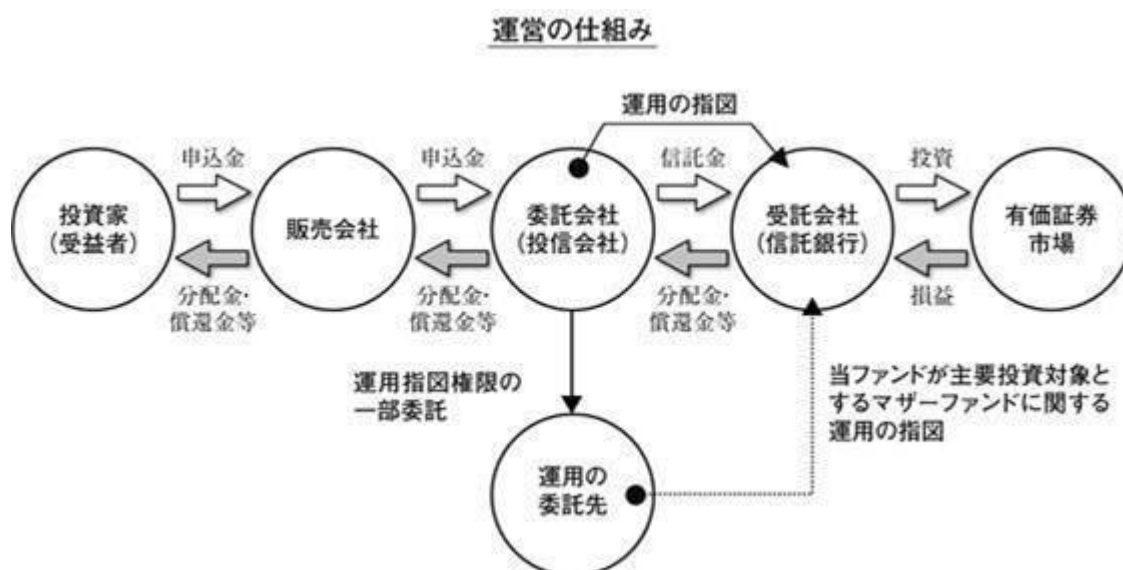 運営の仕組み
運用の指図
申込金
申込金
信託金
投資
投資家
(受益者)
販売会社
委託会社
(投信会社)
受託会社
(信託銀行)
有価証券
市場
分配金・
償還金等
分配金・
償還金等
分配金・
償還金等
損益
運用指図権限の
一部委託
当ファンドが主要投資対象と
するマザーファンドに関する
運用の指図
運用の
委託先